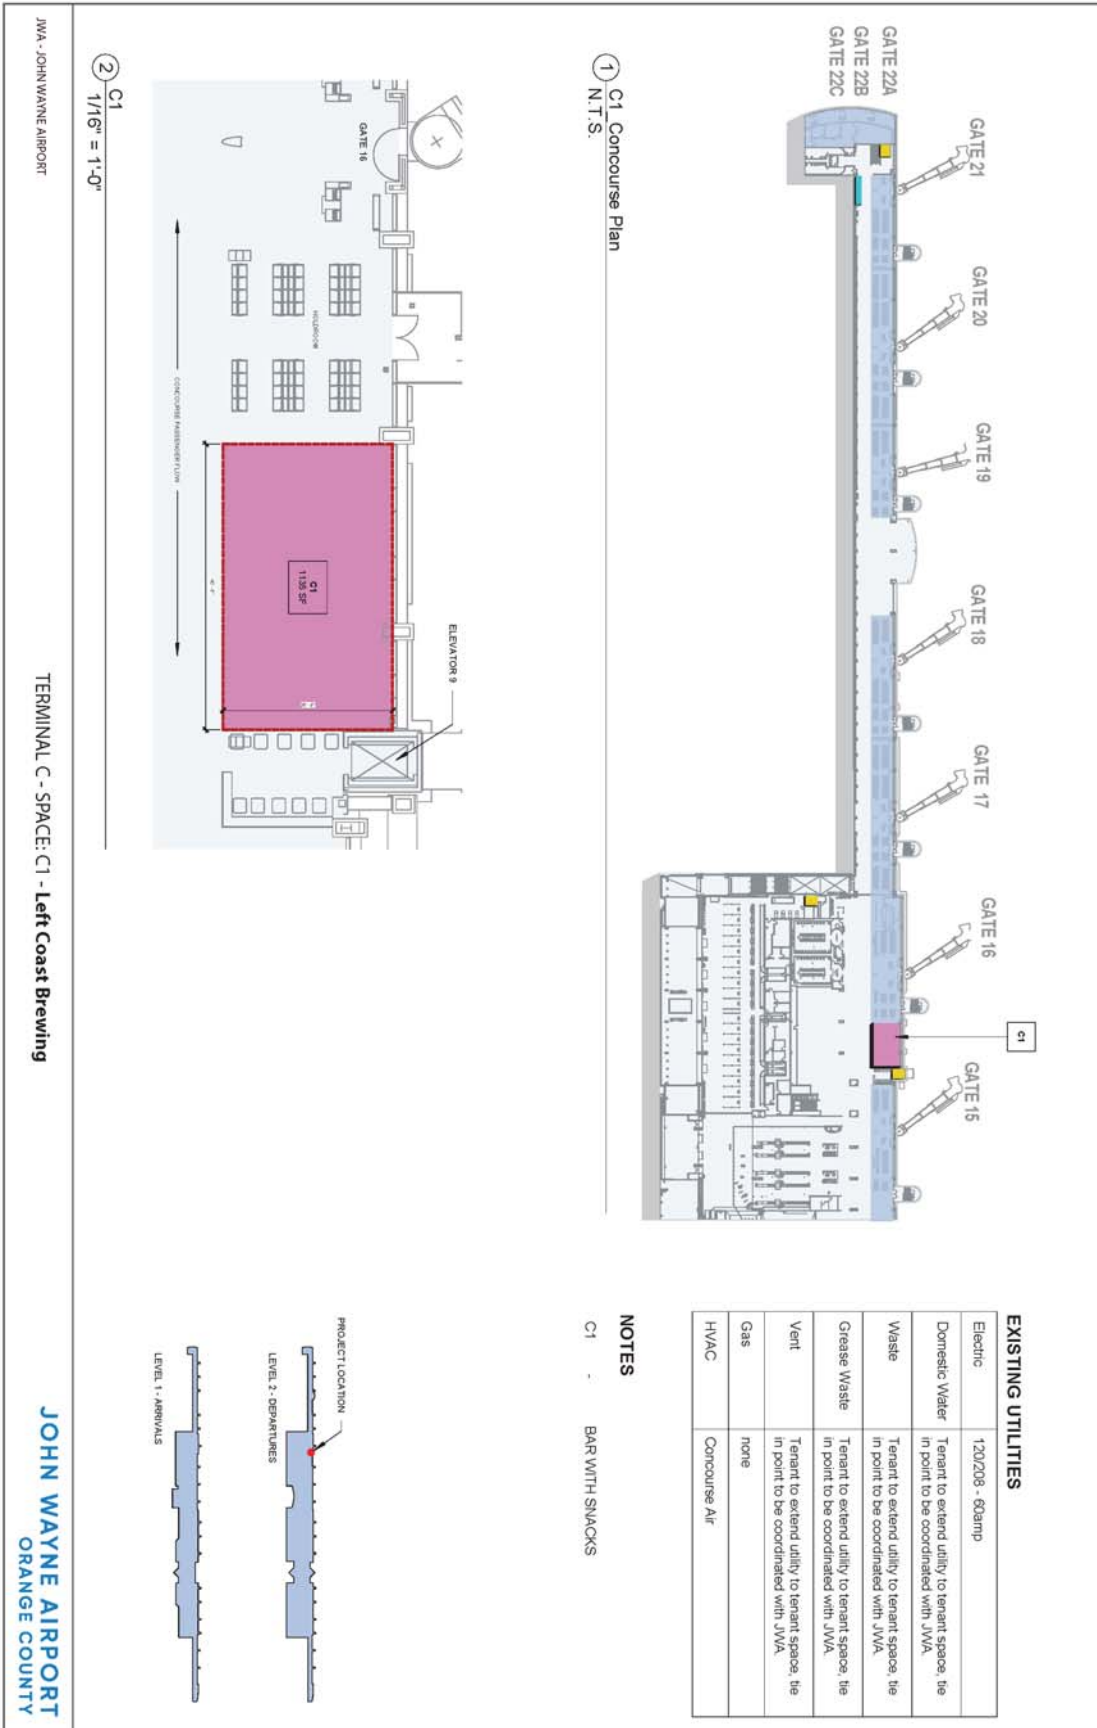 GATE 22A
GATE 22B
GATE 22C
GATE 21
GATE 20
GATE 19
GATE 18
GATE 17
GATE 16
GATE 15
C1
1
C1_Concourse Plan
N.T.S.
EXISTING UTILITIES
Electric 120/208 - 60amp
Domestic Water Tenant to extend utility to tenant space, tie
in point to be coordinated with JWA.
Waste Tenant to extend utility to tenant space, tie
in point to be coordinated with JWA.
Grease Waste Tenant to extend utility to tenant space, tie
in point to be coordinated with JWA.
Vent Tenant to extend utility to tenant space, tie
in point to be coordinated with JWA.
Gas none
HVAC Concourse Air
NOTES
C1 - BAR WITH SNACKS
GATE 16
HOLDROOM
CONCOURSE PASSENGER FLOW
C1
1135 SF
ELEVATOR 9
2
C1
1/16" = 1'-0"
PROJECT LOCATION
LEVEL 2 - DEPARTURES
LEVEL 1 - ARRIVALS
JWA - JOHN WAYNE AIRPORT
TERMINAL C - SPACE: C1 - Left Coast Brewing
JOHN WAYNE AIRPORT
ORANGE COUNTY